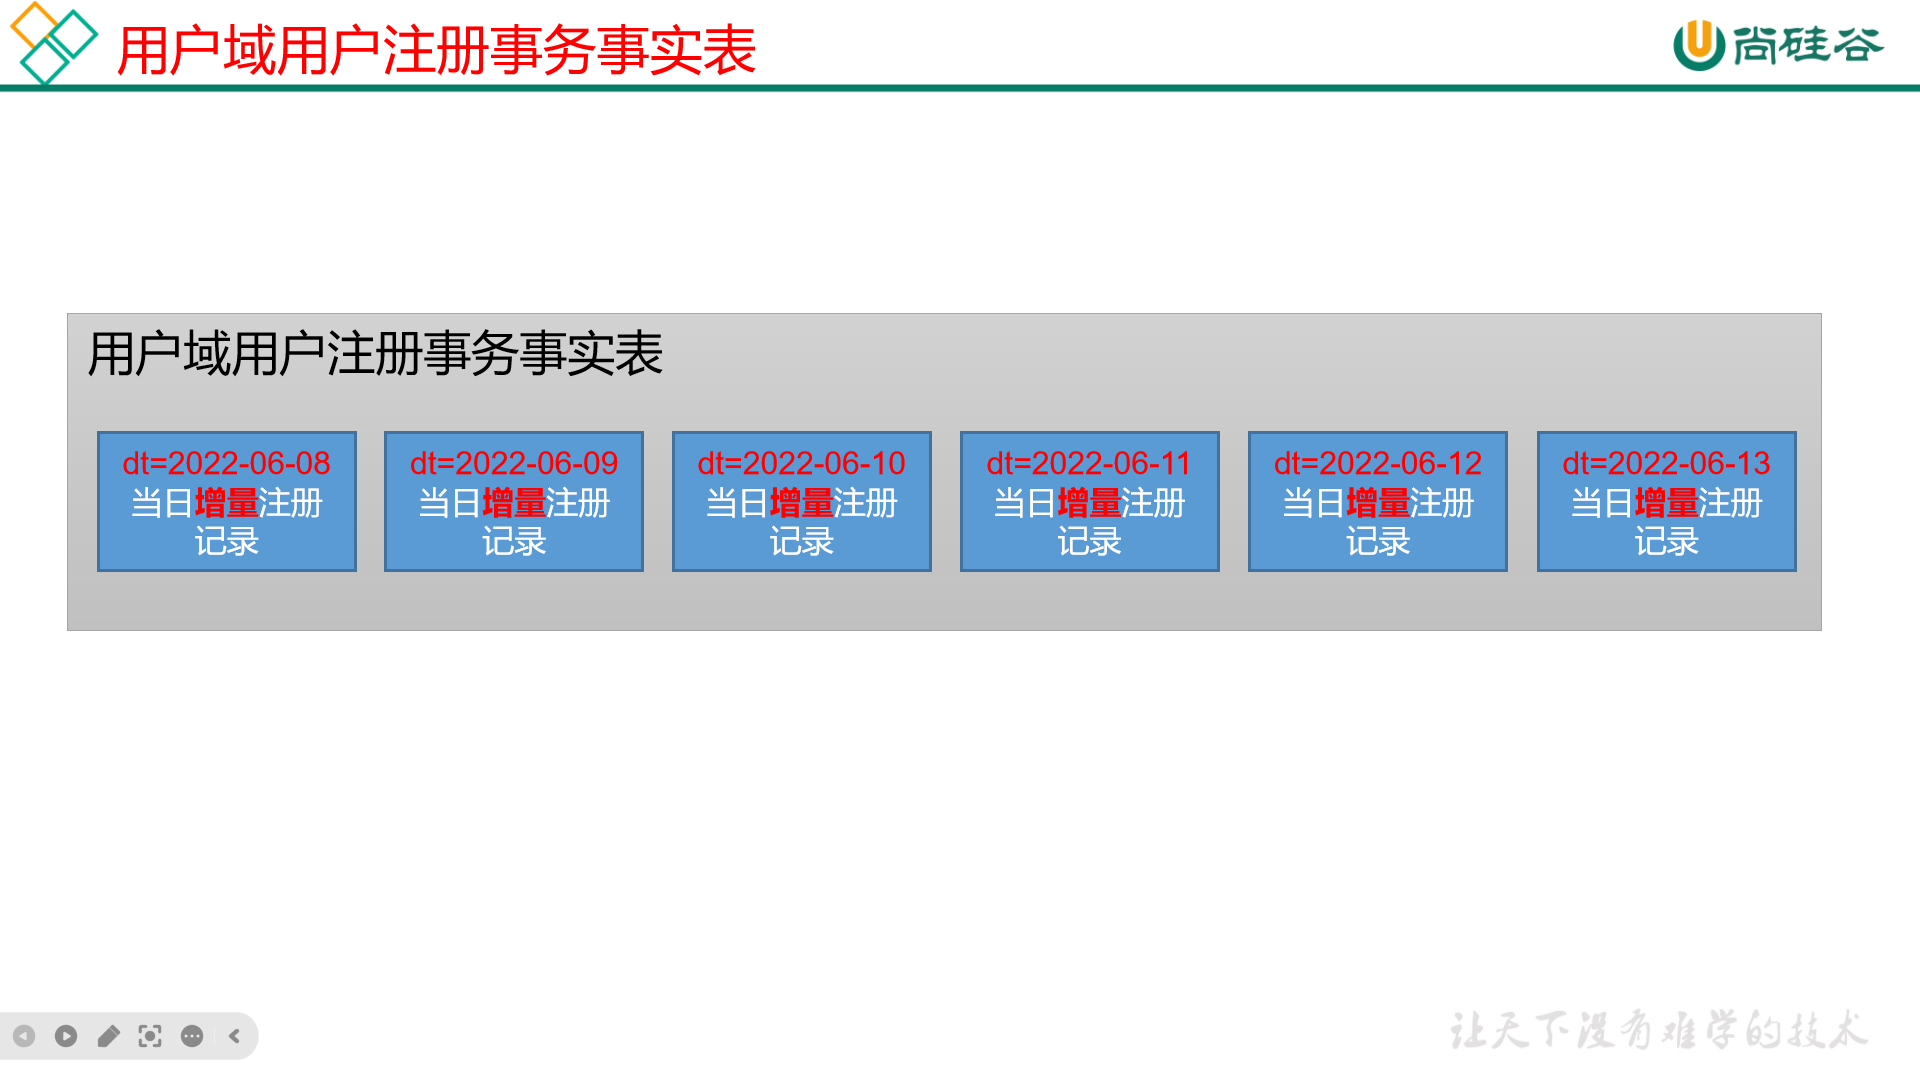 用户域用户注册事务事实表
尚硅谷
用户域用户注册事务事实表
dt=2022-06-08
当日增量注册
记录
dt=2022-06-09
当日增量注册
记录
dt=2022-06-10
当日增量注册
记录
dt=2022-06-11
当日增量注册
记录
dt=2022-06-12
当日增量注册
记录
dt=2022-06-13
当日增量注册
记录
让天下没有难学的技术